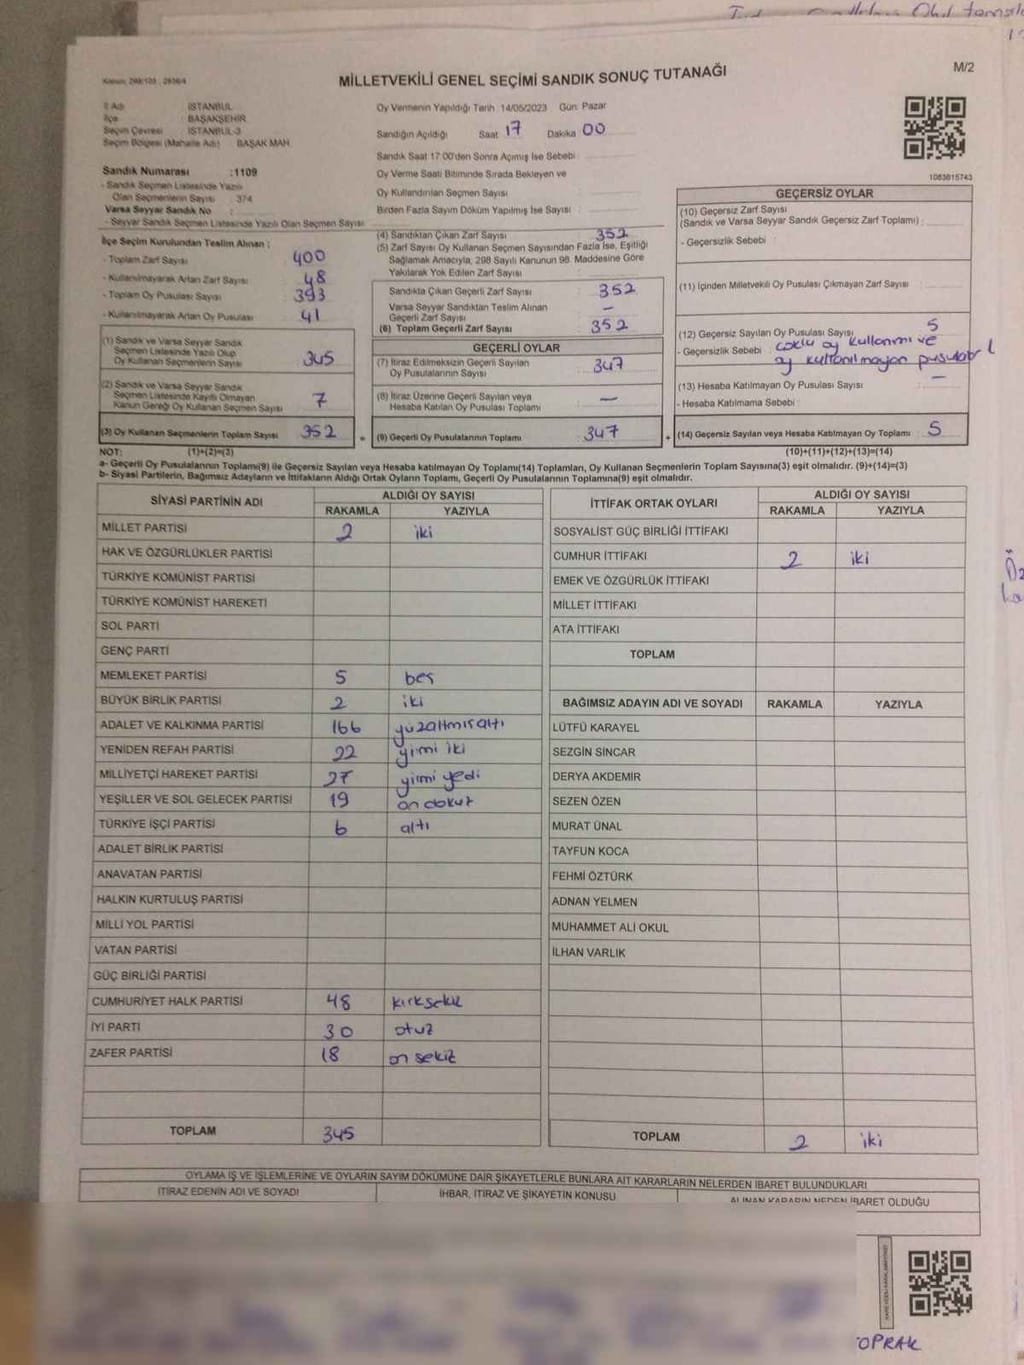 M/2
MİLLETVEKİLİ GENEL SEÇİMİ SANDIK SONUÇ TUTANAĞI
İl Adı : İSTANBUL
İlçe : BAŞAKŞEHİR
Seçim Çevresi : İSTANBUL-3
Seçim Bölgesi (Mahalle Adı) : BAŞAK MAH.
Sandık Numarası : 1109
- Sandık Seçmen Listesinde Yazılı
Olan Seçmenlerin Sayısı : 374
Varsa Seyyar Sandık No :
- Seyyar Sandık Seçmen Listesinde Yazılı Olan Seçmen Sayısı :
Oy Vermenin Yapıldığı Tarih : 14/05/2023 Gün: Pazar
Sandığın Açıldığı Saat 17 Dakika 00
Sandık Saat 17:00'den Sonra Açımış İse Sebebi :
Oy Verme Saati Bitiminde Sırada Bekleyen ve
Oy Kullandırılan Seçmen Sayısı :
Birden Fazla Sayım Döküm Yapılmış İse Sayısı :
1083815743
İlçe Seçim Kurulundan Teslim Alınan :
- Toplam Zarf Sayısı : 400
- Kullanılmayarak Artan Zarf Sayısı : 48
- Toplam Oy Pusulası Sayısı : 393
- Kullanılmayarak Artan Oy Pusulası : 41
(1) Sandık ve Varsa Seyyar Sandık
Seçmen Listesinde Yazılı Olup
Oy Kullanan Seçmenlerin Sayısı : 345
(2) Sandık ve Varsa Seyyar Sandık
Seçmen Listesinde Kayıtlı Olmayan
Kanun Gereği Oy Kullanan Seçmen Sayısı : 7
(3) Oy Kullanan Seçmenlerin Toplam Sayısı : 352
(4) Sandıktan Çıkan Zarf Sayısı : 352
(5) Zarf Sayısı Oy Kullanan Seçmen Sayısından Fazla İse, Eşitliği
Sağlamak Amacıyla, 298 Sayılı Kanunun 98. Maddesine Göre
Yakılarak Yok Edilen Zarf Sayısı :
Sandıkta Çıkan Geçerli Zarf Sayısı : 352
Varsa Seyyar Sandıktan Teslim Alınan
Geçerli Zarf Sayısı : –
(6) Toplam Geçerli Zarf Sayısı : 352
GEÇERLİ OYLAR
(7) İtiraz Edilmeksizin Geçerli Sayılan
Oy Pusulalarının Sayısı : 347
(8) İtiraz Üzerine Geçerli Sayılan veya
Hesaba Katılan Oy Pusulası Toplamı : –
= (9) Geçerli Oy Pusulalarının Toplamı : 347
GEÇERSİZ OYLAR
(10) Geçersiz Zarf Sayısı
(Sandık ve Varsa Seyyar Sandık Geçersiz Zarf Toplamı) :
- Geçersizlik Sebebi :
(11) İçinden Milletvekili Oy Pusulası Çıkmayan Zarf Sayısı :
(12) Geçersiz Sayılan Oy Pusulası Sayısı : 5
- Geçersizlik Sebebi : çoklu oy kullanımı ve
oy kullanılmayan
(13) Hesaba Katılmayan Oy Pusulası Sayısı : –
- Hesaba Katılmama Sebebi :
+ (14) Geçersiz Sayılan veya Hesaba Katılmayan Oy Toplamı : 5
NOT: (1)+(2)=(3) (10)+(11)+(12)+(13)=(14)
a- Geçerli Oy Pusulalarının Toplamı(9) ile Geçersiz Sayılan veya Hesaba katılmayan Oy Toplamı(14) Toplamları, Oy Kullanan Seçmenlerin Toplam Sayısına(3) eşit olmalıdır. (9)+(14)=(3)
b- Siyasi Partilerin, Bağımsız Adayların ve İttifakların Aldığı Ortak Oyların Toplamı, Geçerli Oy Pusulalarının Toplamına(9) eşit olmalıdır.
SİYASİ PARTİNİN ADI ALDIĞI OY SAYISI
RAKAMLA YAZIYLA
MİLLET PARTİSİ 2 iki
HAK VE ÖZGÜRLÜKLER PARTİSİ
TÜRKİYE KOMÜNİST PARTİSİ
TÜRKİYE KOMÜNİST HAREKETİ
SOL PARTİ
GENÇ PARTİ
MEMLEKET PARTİSİ 5 beş
BÜYÜK BİRLİK PARTİSİ 2 iki
ADALET VE KALKINMA PARTİSİ 166 yüzaltmışaltı
YENİDEN REFAH PARTİSİ 22 yirmi iki
MİLLİYETÇİ HAREKET PARTİSİ 27 yirmi yedi
YEŞİLLER VE SOL GELECEK PARTİSİ 19 on dokuz
TÜRKİYE İŞÇİ PARTİSİ 6 altı
ADALET BİRLİK PARTİSİ
ANAVATAN PARTİSİ
HALKIN KURTULUŞ PARTİSİ
MİLLİ YOL PARTİSİ
VATAN PARTİSİ
GÜÇ BİRLİĞİ PARTİSİ
CUMHURİYET HALK PARTİSİ 48 kırksekiz
İYİ PARTİ 30 otuz
ZAFER PARTİSİ 18 on sekiz
TOPLAM 345
İTTİFAK ORTAK OYLARI ALDIĞI OY SAYISI
RAKAMLA YAZIYLA
SOSYALİST GÜÇ BİRLİĞİ İTTİFAKI
CUMHUR İTTİFAKI 2 iki
EMEK VE ÖZGÜRLÜK İTTİFAKI
MİLLET İTTİFAKI
ATA İTTİFAKI
TOPLAM
BAĞIMSIZ ADAYIN ADI VE SOYADI RAKAMLA YAZIYLA
LÜTFÜ KARAYEL
SEZGİN SİNCAR
DERYA AKDEMİR
SEZEN ÖZEN
MURAT ÜNAL
TAYFUN KOCA
FEHMİ ÖZTÜRK
ADNAN YELMEN
MUHAMMET ALİ OKUL
İLHAN VARLIK
TOPLAM 2 iki
OYLAMA İŞ VE İŞLEMLERİNE VE OYLARIN SAYIM DÖKÜMÜNE DAİR ŞİKAYETLERLE BUNLARA AİT KARARLARIN NELERDEN İBARET BULUNDUKLARI
İTİRAZ EDENİN ADI VE SOYADI İHBAR, İTİRAZ VE ŞİKAYETİN KONUSU ALINAN KARARIN NEDEN İBARET OLDUĞU
TOPRAK